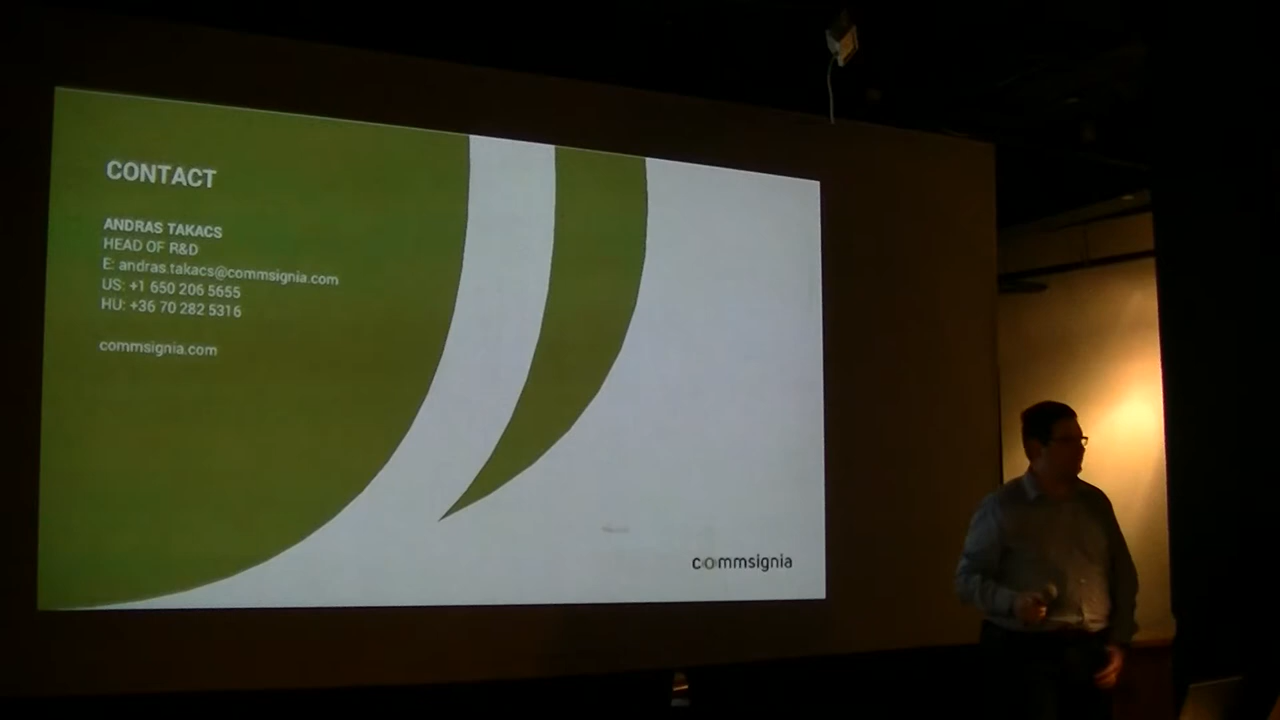 CONTACT
ANDRAS TAKACS
HEAD OF R&D
E: andras.takacs@commsignia.com
US: +1 650 206 5655
HU: +36 70 282 5316
commsignia.com
commsignia